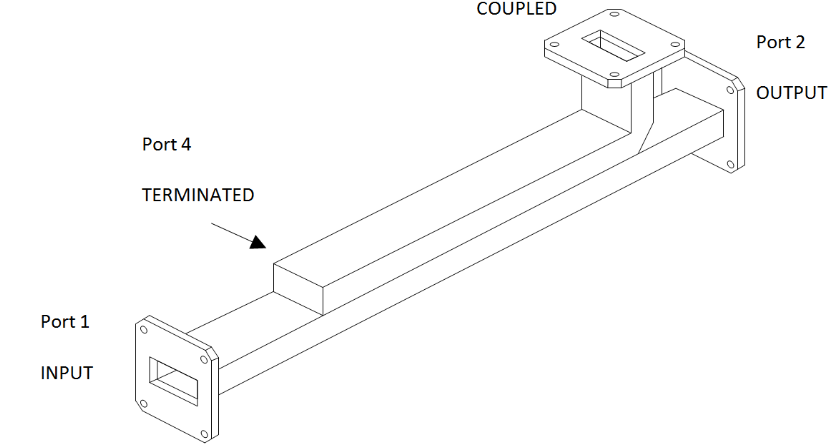 COUPLED
Port 2
OUTPUT
Port 4
TERMINATED
Port 1
INPUT